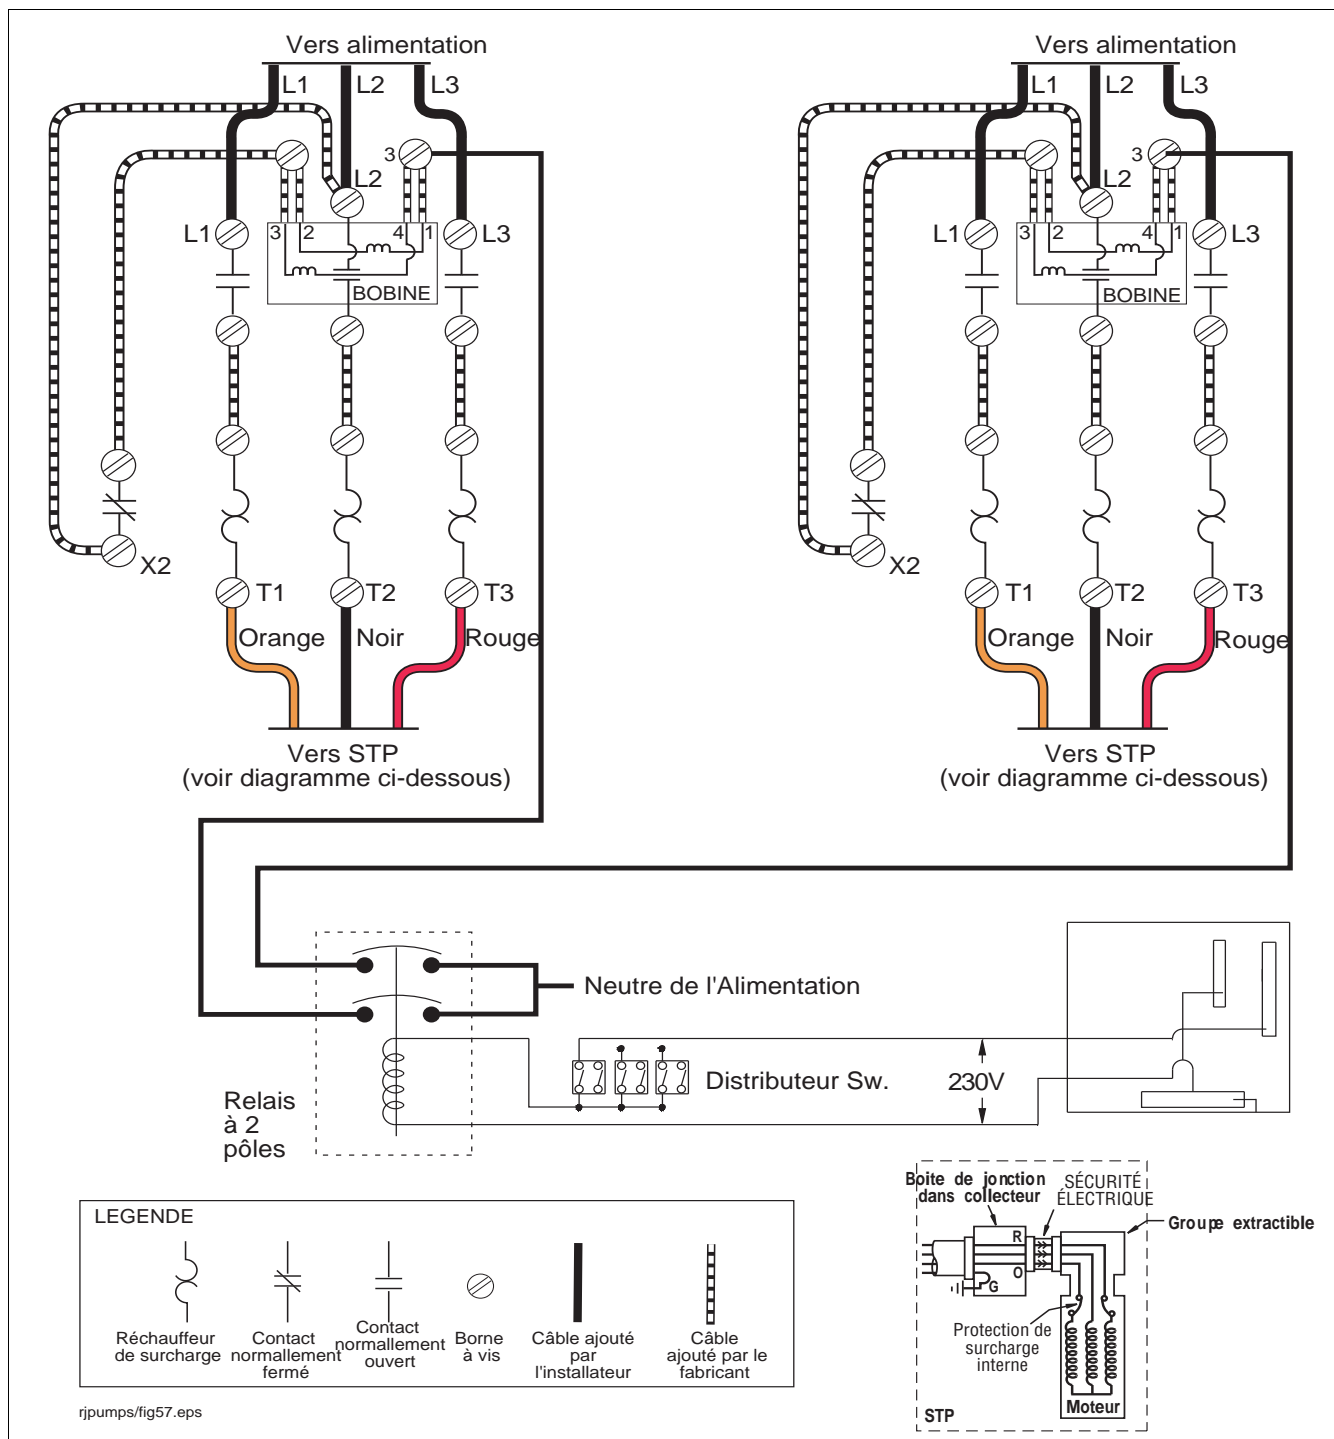 Vers alimentation
L1 L2 L3
3
L2
L1
L3
3 2 4 1
BOBINE
X2
T1 T2 T3
Orange Noir Rouge
Vers STP
(voir diagramme ci-dessous)
Vers alimentation
L1 L2 L3
3
L2
L1
L3
3 2 4 1
BOBINE
X2
T1 T2 T3
Orange Noir Rouge
Vers STP
(voir diagramme ci-dessous)
Neutre de l'Alimentation
Distributeur Sw.
230V
Relais
à 2
pôles
LEGENDE
Réchauffeur
de surcharge
Contact
normallement
fermé
Contact
normallement
ouvert
Borne
à vis
Câble ajouté
par
l'installateur
Câble
ajouté par le
fabricant
Boite de jonction
dans collecteur
SÉCURITÉ
ÉLECTRIQUE
Groupe extractible
R
O
G
Protection de
surcharge
interne
Moteur
STP
rjpumps/fig57.eps